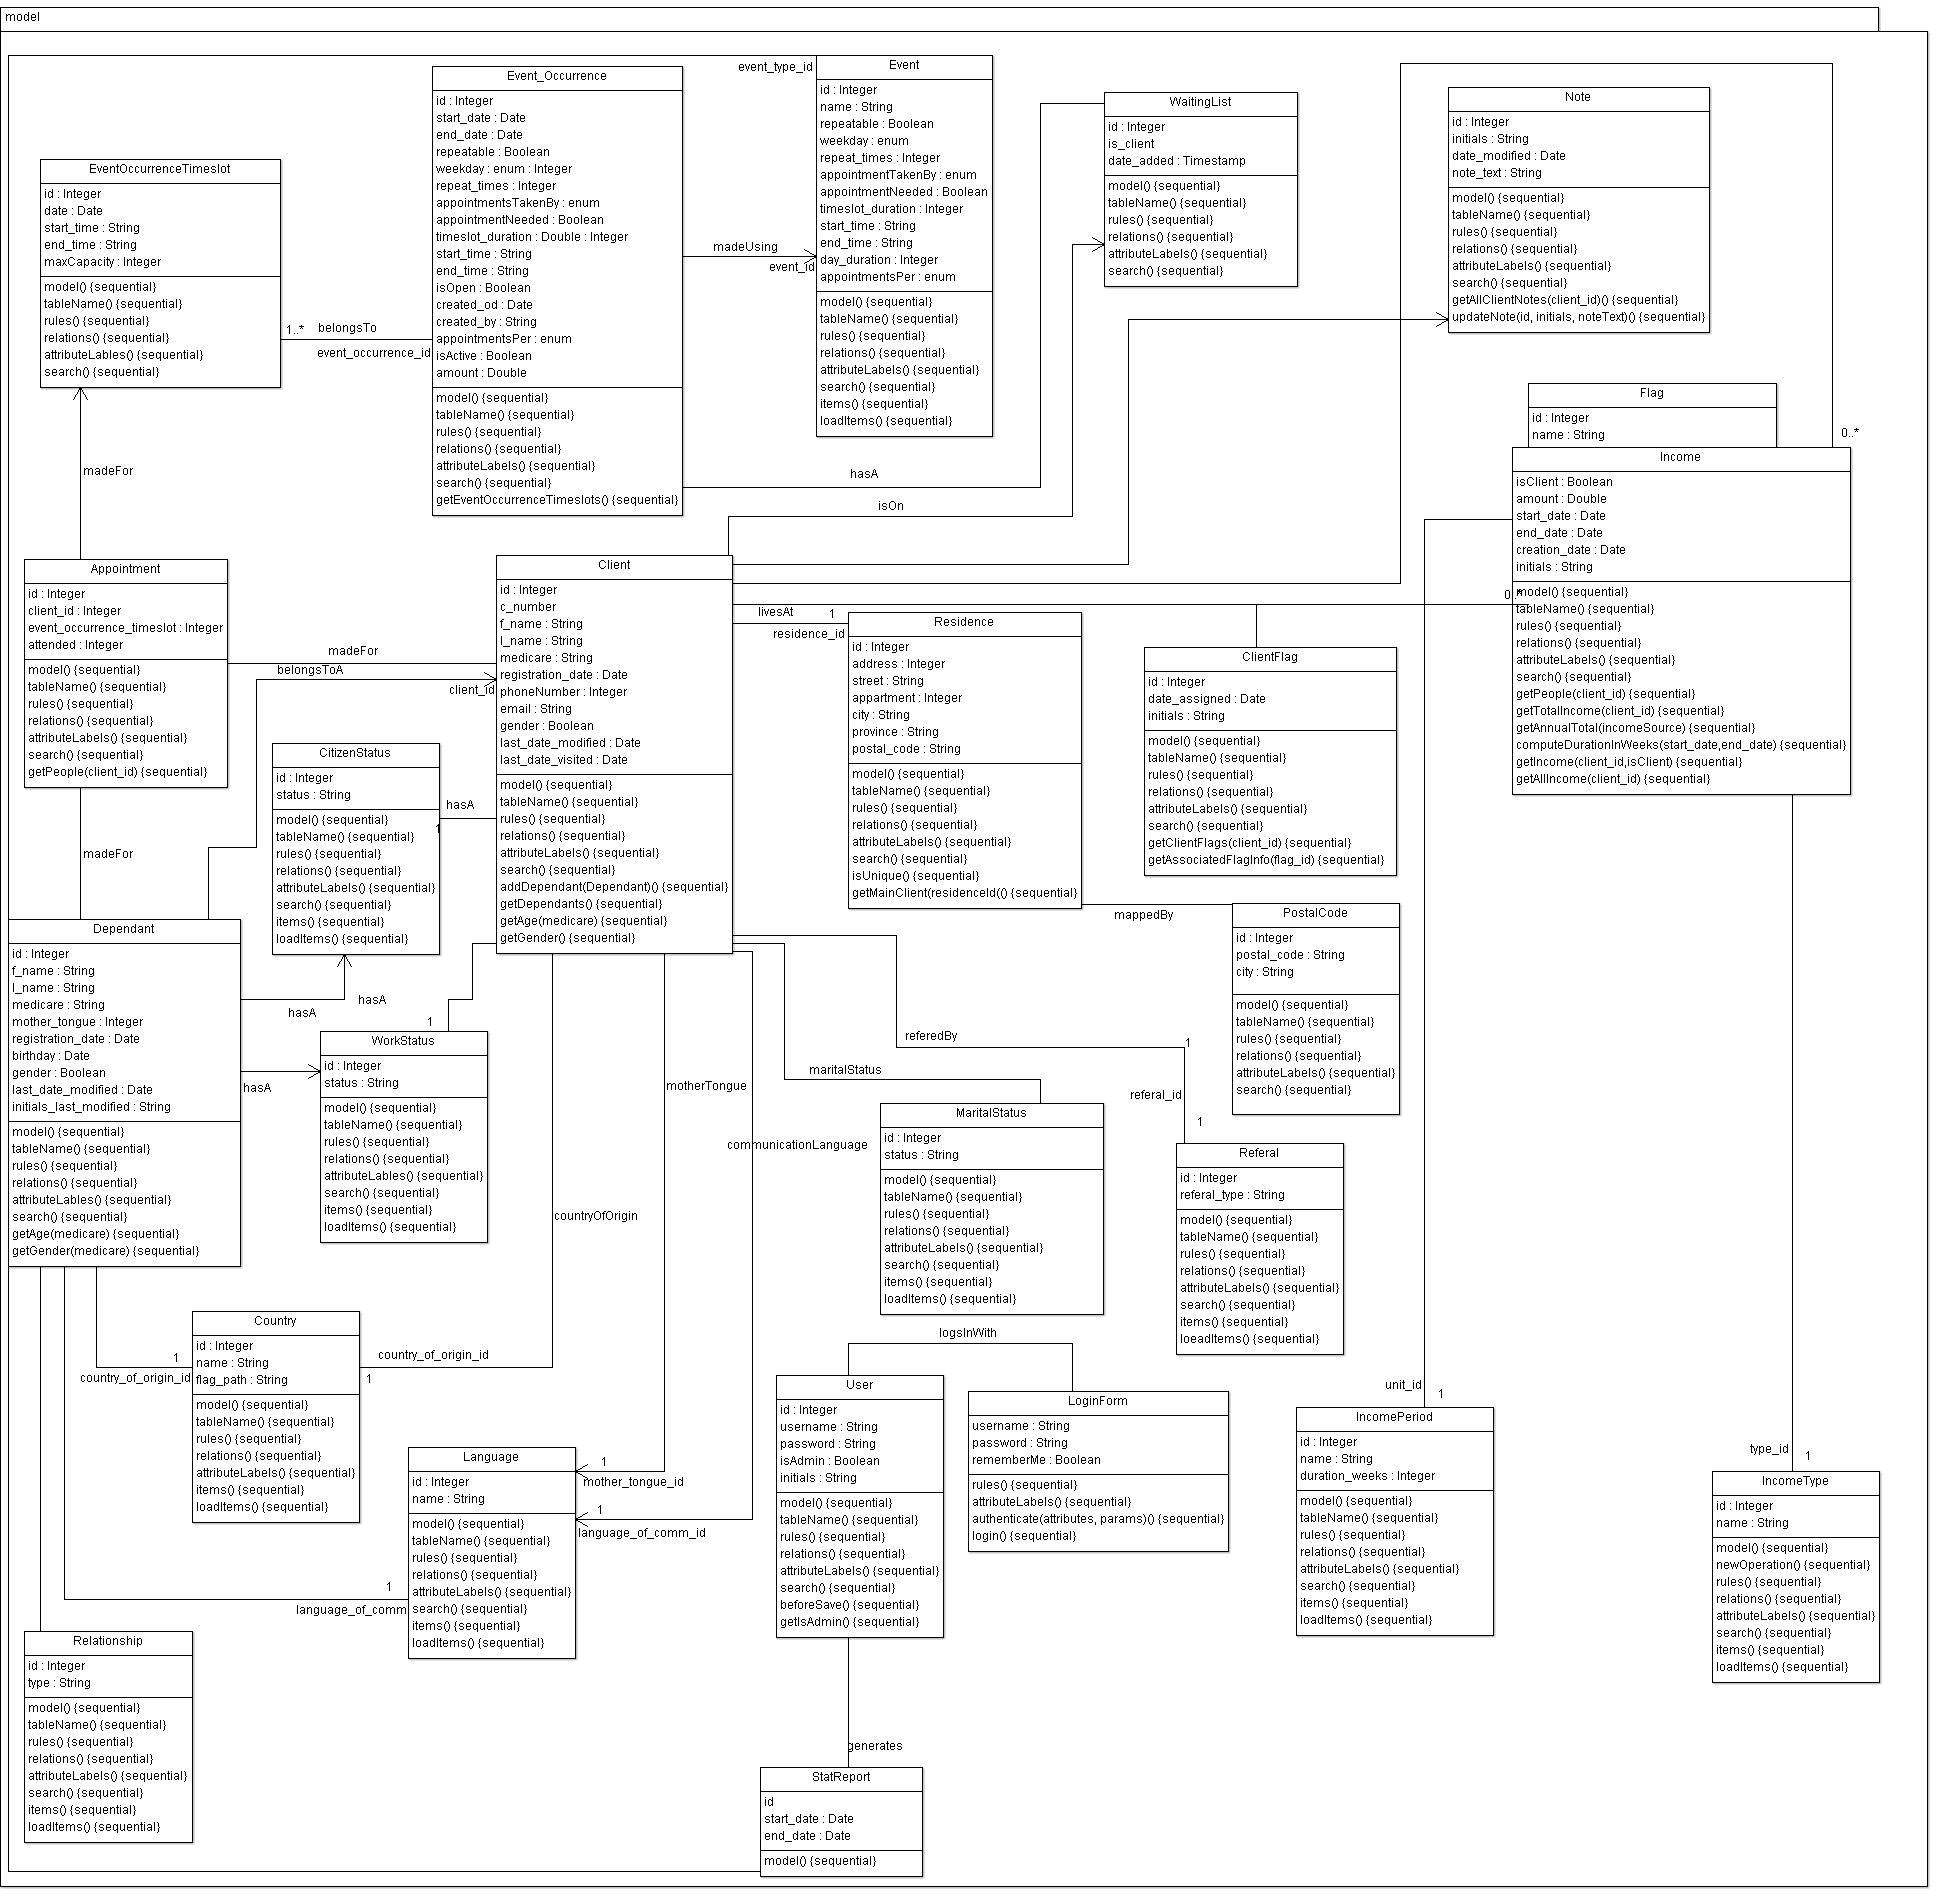 model
event_type_id
Event_Occurrence
id : Integer
start_date : Date
end_date : Date
repeatable : Boolean
weekday : enum : Integer
repeat_times : Integer
appointmentsTakenBy : enum
appointmentNeeded : Boolean
timeslot_duration : Double : Integer
start_time : String
end_time : String
isOpen : Boolean
created_od : Date
created_by : String
appointmentsPer : enum
isActive : Boolean
amount : Double
model() {sequential}
tableName() {sequential}
rules() {sequential}
relations() {sequential}
attributeLabels() {sequential}
search() {sequential}
getEventOccurrenceTimeslots() {sequential}
Event
id : Integer
name : String
repeatable : Boolean
weekday : enum
repeat_times : Integer
appointmentTakenBy : enum
appointmentNeeded : Boolean
timeslot_duration : Integer
start_time : String
end_time : String
day_duration : Integer
appointmentsPer : enum
model() {sequential}
tableName() {sequential}
rules() {sequential}
relations() {sequential}
attributeLabels() {sequential}
search() {sequential}
items() {sequential}
loadItems() {sequential}
madeUsing
event_id
WaitingList
id : Integer
is_client
date_added : Timestamp
model() {sequential}
tableName() {sequential}
rules() {sequential}
relations() {sequential}
attributeLabels() {sequential}
search() {sequential}
Note
id : Integer
initials : String
date_modified : Date
note_text : String
model() {sequential}
tableName() {sequential}
rules() {sequential}
relations() {sequential}
attributeLabels() {sequential}
search() {sequential}
getAllClientNotes(client_id)() {sequential}
updateNote(id, initials, noteText)() {sequential}
EventOccurrenceTimeslot
id : Integer
date : Date
start_time : String
end_time : String
maxCapacity : Integer
model() {sequential}
tableName() {sequential}
rules() {sequential}
relations() {sequential}
attributeLables() {sequential}
search() {sequential}
1..*
belongsTo
event_occurrence_id
madeFor
hasA
isOn
Flag
id : Integer
name : String
0..*
Income
isClient : Boolean
amount : Double
start_date : Date
end_date : Date
creation_date : Date
initials : String
0..*
model() {sequential}
tableName() {sequential}
rules() {sequential}
relations() {sequential}
attributeLabels() {sequential}
search() {sequential}
getPeople(client_id) {sequential}
getTotalIncome(client_id) {sequential}
getAnnualTotal(incomeSource) {sequential}
computeDurationInWeeks(start_date,end_date) {sequential}
getIncome(client_id,isClient) {sequential}
getAllIncome(client_id) {sequential}
Appointment
id : Integer
client_id : Integer
event_occurrence_timeslot : Integer
attended : Integer
model() {sequential}
tableName() {sequential}
rules() {sequential}
relations() {sequential}
attributeLabels() {sequential}
search() {sequential}
getPeople(client_id) {sequential}
madeFor
belongsToA
client_id
Client
id : Integer
c_number
f_name : String
l_name : String
medicare : String
registration_date : Date
phoneNumber : Integer
email : String
gender : Boolean
last_date_modified : Date
last_date_visited : Date
model() {sequential}
tableName() {sequential}
rules() {sequential}
relations() {sequential}
attributeLabels() {sequential}
search() {sequential}
addDependant(Dependant)() {sequential}
getDependants() {sequential}
getAge(medicare) {sequential}
getGender() {sequential}
livesAt
1
residence_id
Residence
id : Integer
address : Integer
street : String
appartment : Integer
city : String
province : String
postal_code : String
model() {sequential}
tableName() {sequential}
rules() {sequential}
relations() {sequential}
attributeLabels() {sequential}
search() {sequential}
isUnique() {sequential}
getMainClient(residenceId(() {sequential}
ClientFlag
id : Integer
date_assigned : Date
initials : String
model() {sequential}
tableName() {sequential}
rules() {sequential}
relations() {sequential}
attributeLabels() {sequential}
search() {sequential}
getClientFlags(client_id) {sequential}
getAssociatedFlagInfo(flag_id) {sequential}
CitizenStatus
id : Integer
status : String
model() {sequential}
tableName() {sequential}
rules() {sequential}
relations() {sequential}
attributeLabels() {sequential}
search() {sequential}
items() {sequential}
loadItems() {sequential}
hasA
1
madeFor
mappedBy
PostalCode
id : Integer
postal_code : String
city : String
model() {sequential}
tableName() {sequential}
rules() {sequential}
relations() {sequential}
attributeLabels() {sequential}
search() {sequential}
Dependant
id : Integer
f_name : String
l_name : String
medicare : String
mother_tongue : Integer
registration_date : Date
birthday : Date
gender : Boolean
last_date_modified : Date
initials_last_modified : String
model() {sequential}
tableName() {sequential}
rules() {sequential}
relations() {sequential}
attributeLables() {sequential}
search() {sequential}
getAge(medicare) {sequential}
getGender(medicare) {sequential}
hasA
hasA
1
hasA
WorkStatus
id : Integer
status : String
model() {sequential}
tableName() {sequential}
rules() {sequential}
relations() {sequential}
attributeLables() {sequential}
search() {sequential}
items() {sequential}
loadItems() {sequential}
referedBy
1
maritalStatus
motherTongue
referal_id
1
communicationLanguage
countryOfOrigin
MaritalStatus
id : Integer
status : String
model() {sequential}
tableName() {sequential}
rules() {sequential}
relations() {sequential}
attributeLabels() {sequential}
search() {sequential}
items() {sequential}
loadItems() {sequential}
Referal
id : Integer
referal_type : String
model() {sequential}
tableName() {sequential}
rules() {sequential}
relations() {sequential}
attributeLabels() {sequential}
search() {sequential}
items() {sequential}
loeadItems() {sequential}
Country
id : Integer
name : String
flag_path : String
model() {sequential}
tableName() {sequential}
rules() {sequential}
relations() {sequential}
attributeLabels() {sequential}
items() {sequential}
loadItems() {sequential}
1
country_of_origin_id
country_of_origin_id
1
logsInWith
User
id : Integer
username : String
password : String
isAdmin : Boolean
initials : String
model() {sequential}
tableName() {sequential}
rules() {sequential}
relations() {sequential}
attributeLabels() {sequential}
search() {sequential}
beforeSave() {sequential}
getIsAdmin() {sequential}
LoginForm
username : String
password : String
rememberMe : Boolean
rules() {sequential}
attributeLabels() {sequential}
authenticate(attributes, params)() {sequential}
login() {sequential}
unit_id
1
IncomePeriod
id : Integer
name : String
duration_weeks : Integer
model() {sequential}
tableName() {sequential}
rules() {sequential}
relations() {sequential}
attributeLabels() {sequential}
search() {sequential}
items() {sequential}
loadItems() {sequential}
type_id
1
IncomeType
id : Integer
name : String
model() {sequential}
newOperation() {sequential}
rules() {sequential}
relations() {sequential}
attributeLabels() {sequential}
search() {sequential}
items() {sequential}
loadItems() {sequential}
Language
id : Integer
name : String
model() {sequential}
tableName() {sequential}
rules() {sequential}
relations() {sequential}
attributeLabels() {sequential}
search() {sequential}
items() {sequential}
loadItems() {sequential}
1
mother_tongue_id
1
language_of_comm_id
1
language_of_comm
Relationship
id : Integer
type : String
model() {sequential}
tableName() {sequential}
rules() {sequential}
relations() {sequential}
attributeLabels() {sequential}
search() {sequential}
items() {sequential}
loadItems() {sequential}
generates
StatReport
id
start_date : Date
end_date : Date
model() {sequential}